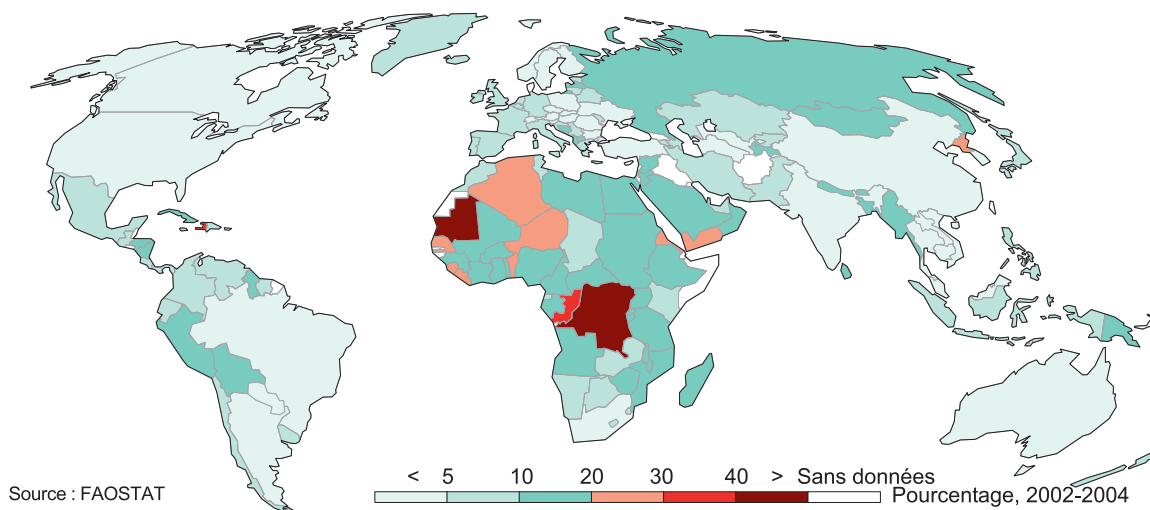 < 5 10 20 30 40 > Sans données
Source : FAOSTAT
Pourcentage, 2002-2004